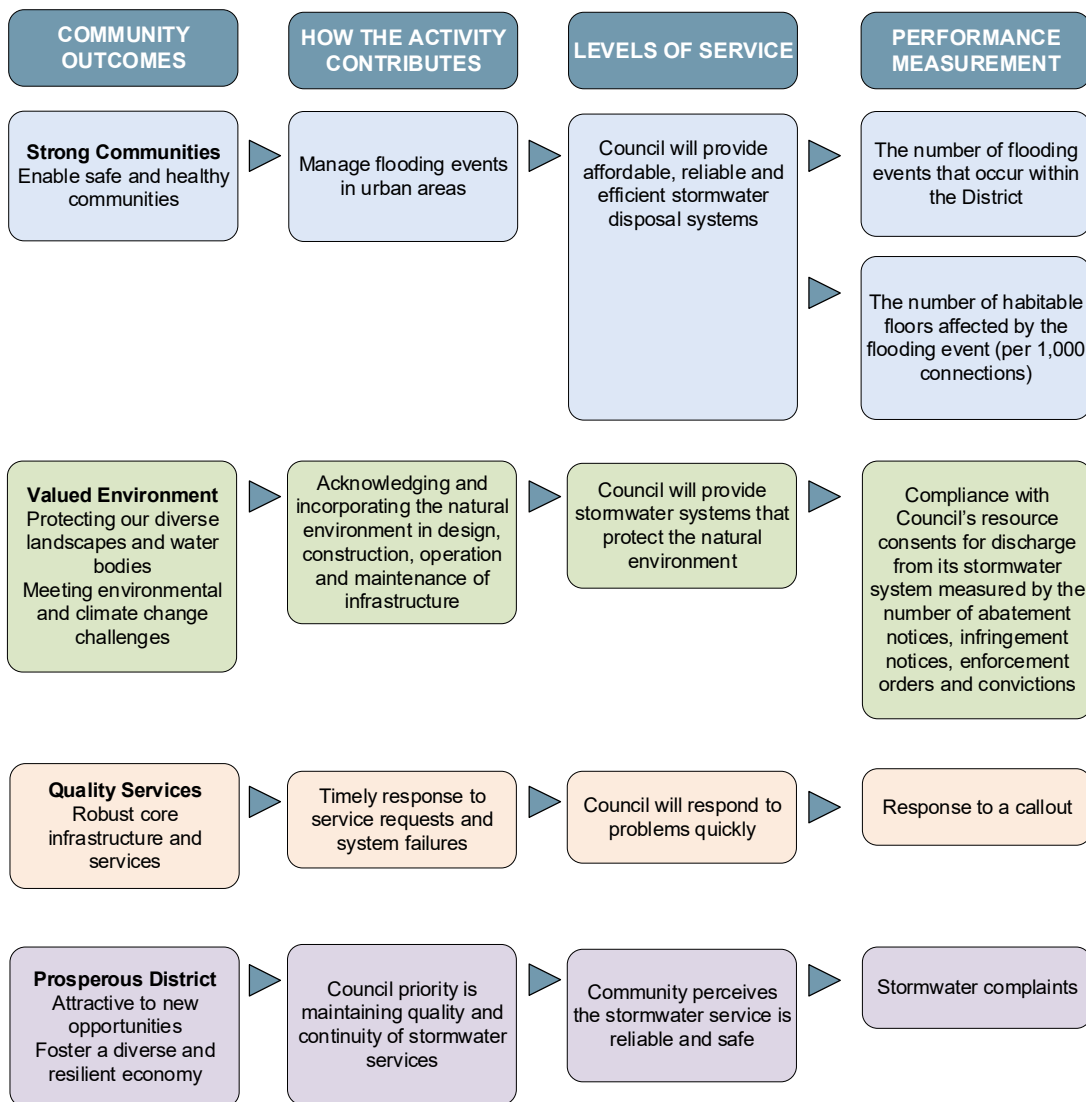 COMMUNITY
OUTCOMES
HOW THE ACTIVITY
CONTRIBUTES
LEVELS OF SERVICE
PERFORMANCE
MEASUREMENT
Strong Communities
Enable safe and healthy
communities
Manage flooding events
in urban areas
Council will provide
affordable, reliable and
efficient stormwater
disposal systems
The number of flooding
events that occur within
the District
The number of habitable
floors affected by the
flooding event (per 1,000
connections)
Valued Environment
Protecting our diverse
landscapes and water
bodies
Meeting environmental
and climate change
challenges
Acknowledging and
incorporating the natural
environment in design,
construction, operation
and maintenance of
infrastructure
Council will provide
stormwater systems that
protect the natural
environment
Compliance with
Council’s resource
consents for discharge
from its stormwater
system measured by the
number of abatement
notices, infringement
notices, enforcement
orders and convictions
Quality Services
Robust core
infrastructure and
services
Timely response to
service requests and
system failures
Council will respond to
problems quickly
Response to a callout
Prosperous District
Attractive to new
opportunities
Foster a diverse and
resilient economy
Council priority is
maintaining quality and
continuity of stormwater
services
Community perceives
the stormwater service is
reliable and safe
Stormwater complaints